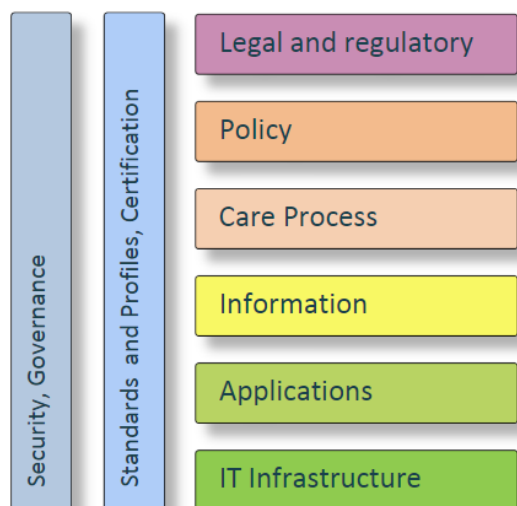 Security, Governance
Standards and Profiles, Certification
Legal and regulatory
Policy
Care Process
Information
Applications
IT Infrastructure